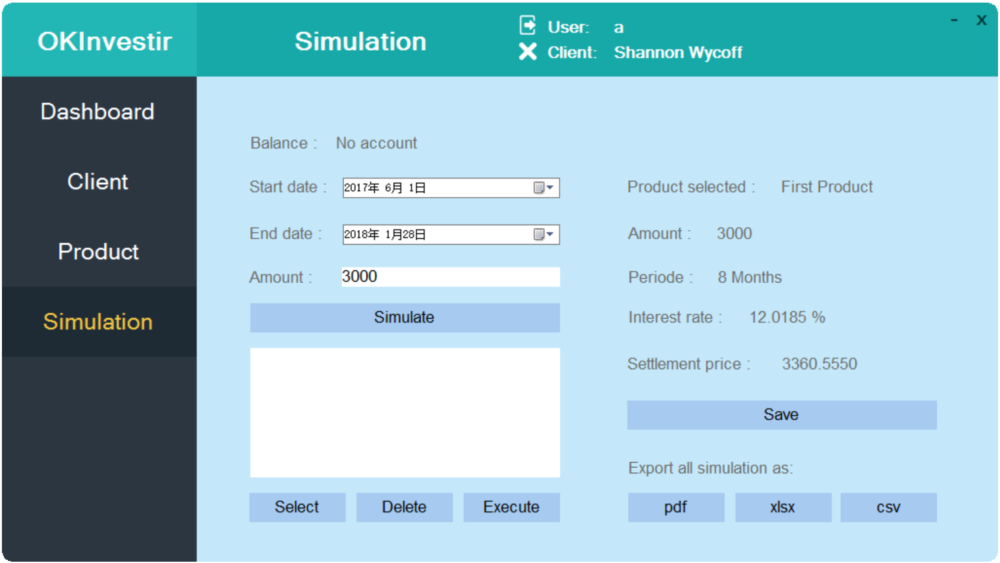 OKInvestir
Simulation
User: a
Client: Shannon Wycoff
- x
Dashboard
Client
Product
Simulation
Balance : No account
Start date : 2017年 6月 1日
End date : 2018年 1月28日
Amount : 3000
Simulate
Select
Delete
Execute
Product selected : First Product
Amount : 3000
Periode : 8 Months
Interest rate : 12.0185 %
Settlement price : 3360.5550
Save
Export all simulation as:
pdf
xlsx
csv